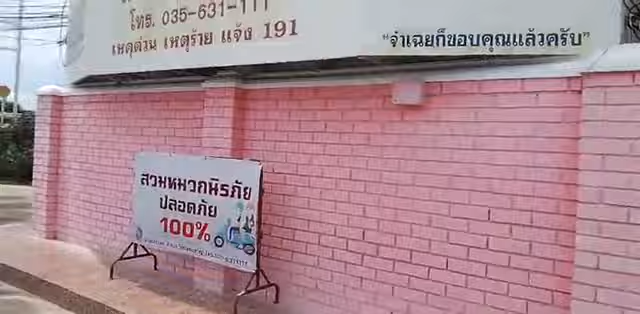 โทร. 035-631-111
เหตุด่วน เหตุร้าย แจ้ง 191
“จำเฉยก็ขอบคุณแล้วครับ”
สวมหมวกนิรภัย
ปลอดภัย
100%